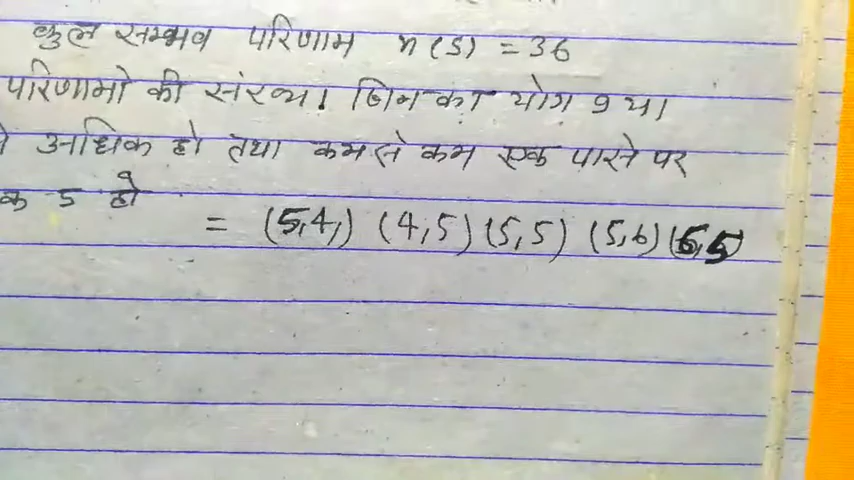 कुल सम्भव परिणाम n(S) = 36
परिणामो की संख्या जिनका योग 9 या
अधिक हो तथा कमसे कम एक पासे पर
क 5 हो
= (5,4,) (4,5) (5,5) (5,6) (6,5)